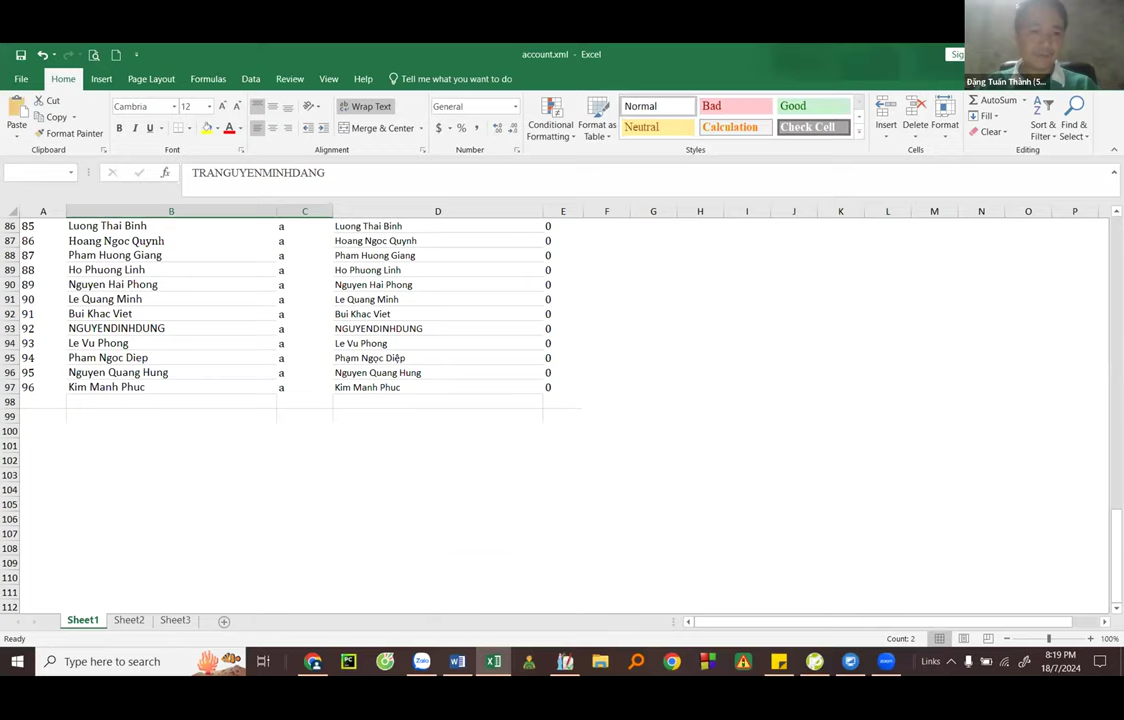 account.xml - Excel
Sig
Đặng Tuấn Thành (5...
File Home Insert Page Layout Formulas Data Review View Help Tell me what you want to do
Paste
Cut
Copy
Format Painter
Clipboard
Cambria 12
B I U
Font
Wrap Text
Merge & Center
Alignment
General
$ % ,
Number
Conditional Formatting
Format as Table
Normal Bad Good
Neutral Calculation Check Cell
Styles
Insert Delete Format
Cells
AutoSum
Fill
Clear
Sort & Filter
Find & Select
Editing
fx TRANGUYENMINHDANG
A B C D E F G H I J K L M N O P
86 85 Luong Thai Binh a Luong Thai Binh 0
87 86 Hoang Ngoc Quynh a Hoang Ngoc Quynh 0
88 87 Pham Huong Giang a Pham Huong Giang 0
89 88 Ho Phuong Linh a Ho Phuong Linh 0
90 89 Nguyen Hai Phong a Nguyen Hai Phong 0
91 90 Le Quang Minh a Le Quang Minh 0
92 91 Bui Khac Viet a Bui Khac Viet 0
93 92 NGUYENDINHDUNG a NGUYENDINHDUNG 0
94 93 Le Vu Phong a Le Vu Phong 0
95 94 Pham Ngoc Diep a Phạm Ngọc Diệp 0
96 95 Nguyen Quang Hung a Nguyen Quang Hung 0
97 96 Kim Manh Phuc a Kim Manh Phuc 0
98
99
100
101
102
103
104
105
106
107
108
109
110
111
112
Sheet1 Sheet2 Sheet3
Ready Count: 2 100%
Type here to search
Zalo
Links
8:19 PM
18/7/2024